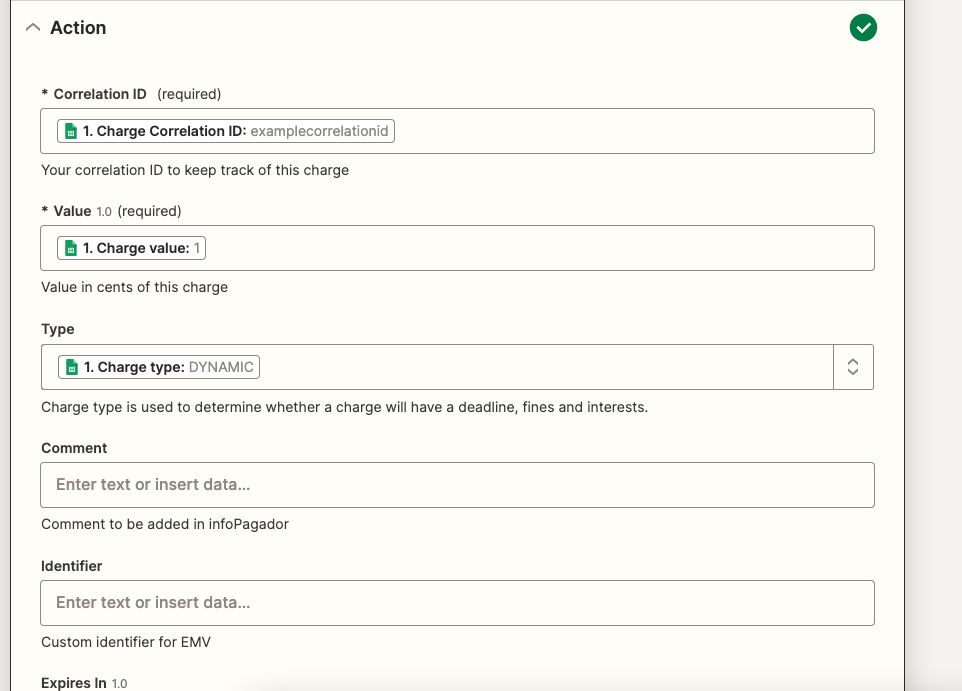 Action
* Correlation ID (required)
1. Charge Correlation ID: examplecorrelationid
Your correlation ID to keep track of this charge
* Value 1.0 (required)
1. Charge value: 1
Value in cents of this charge
Type
1. Charge type: DYNAMIC
Charge type is used to determine whether a charge will have a deadline, fines and interests.
Comment
Enter text or insert data...
Comment to be added in infoPagador
Identifier
Enter text or insert data...
Custom identifier for EMV
Expires In 1.0